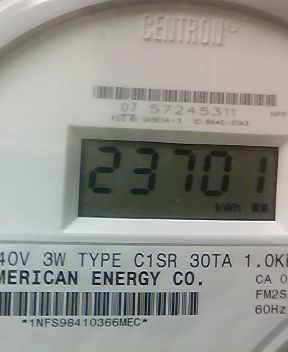 CENTRON
07 57245311
23701
kWh
40V 3W TYPE C1SR 30TA 1.0K
MERICAN ENERGY CO.
CA 0
FM2S
60Hz
*1NFS98410366MEC*